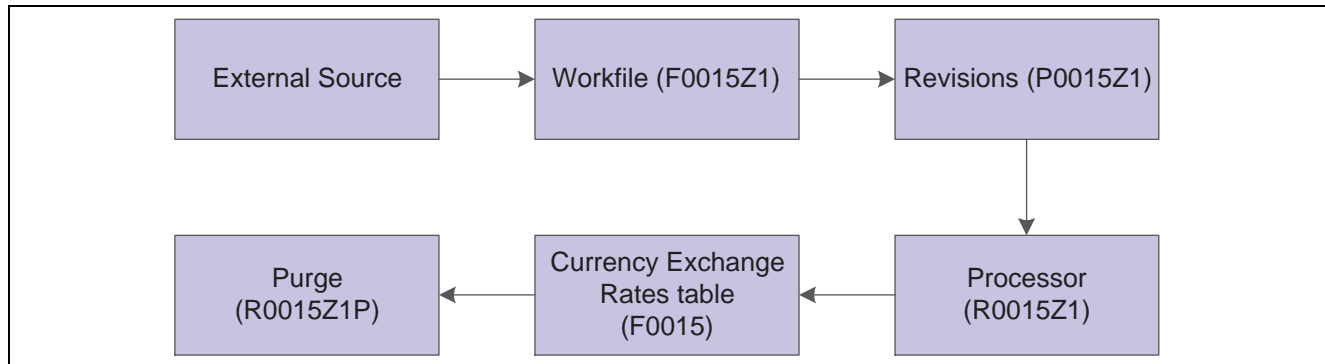 External Source
Workfile (F0015Z1)
Revisions (P0015Z1)
Processor
(R0015Z1)
Currency Exchange
Rates table
(F0015)
Purge
(R0015Z1P)